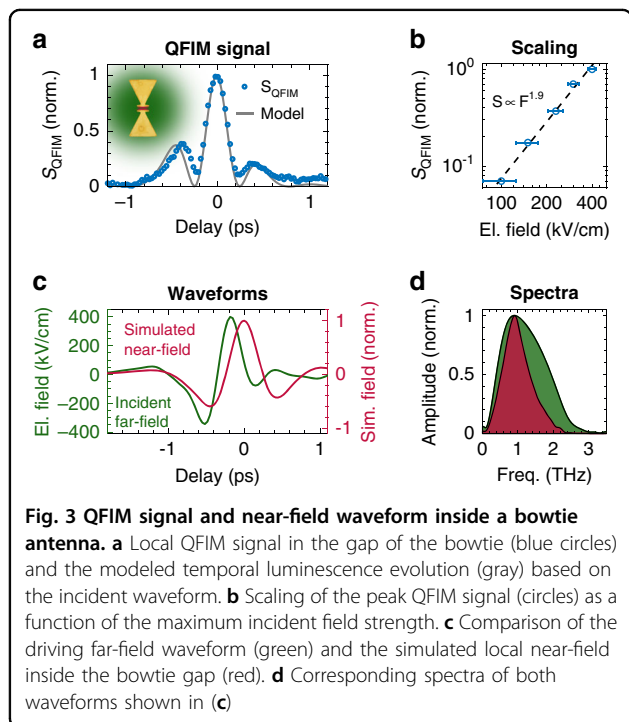 a
QFIM signal
S_QFIM (norm.)
1
0.5
0
S_QFIM
Model
−1
0
1
Delay (ps)
b
Scaling
S_QFIM (norm.)
10^0
10^-1
S ∝ F^1.9
100
200
400
El. field (kV/cm)
c
Waveforms
El. field (kV/cm)
400
200
0
−200
−400
Simulated
near-field
Incident
far-field
1
0
-1
Sim. field (norm.)
-1
0
1
Delay (ps)
d
Spectra
Amplitude (norm.)
1
0.5
0
0
1
2
3
Freq. (THz)
Fig. 3 QFIM signal and near-field waveform inside a bowtie
antenna. a Local QFIM signal in the gap of the bowtie (blue circles)
and the modeled temporal luminescence evolution (gray) based on
the incident waveform. b Scaling of the peak QFIM signal (circles) as a
function of the maximum incident field strength. c Comparison of the
driving far-field waveform (green) and the simulated local near-field
inside the bowtie gap (red). d Corresponding spectra of both
waveforms shown in (c)